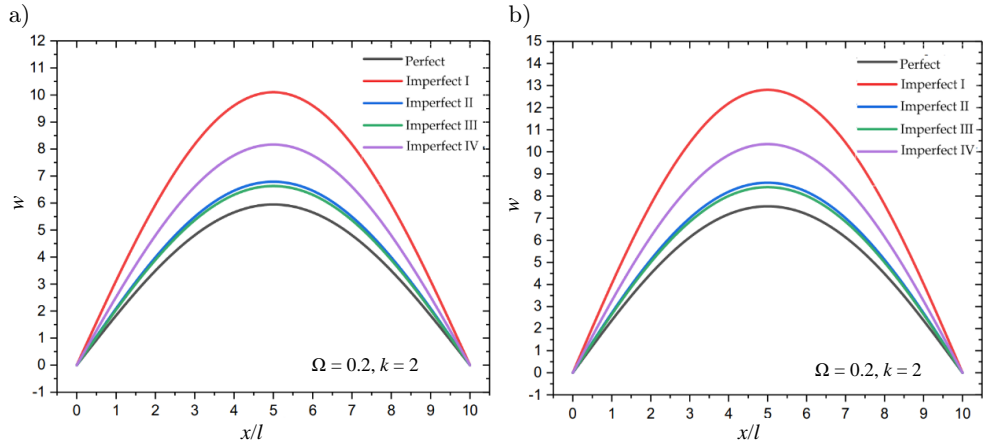 a)
w
12
11
10
9
8
7
6
5
4
3
2
1
0
-1
0 1 2 3 4 5 6 7 8 9 10
x/l
Perfect
Imperfect I
Imperfect II
Imperfect III
Imperfect IV
Ω = 0.2, k = 2
b)
w
15
14
13
12
11
10
9
8
7
6
5
4
3
2
1
0
-1
0 1 2 3 4 5 6 7 8 9 10
x/l
Perfect
Imperfect I
Imperfect II
Imperfect III
Imperfect IV
Ω = 0.2, k = 2